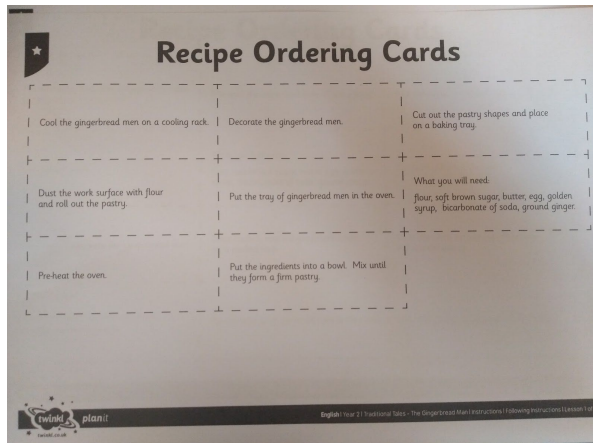 Recipe Ordering Cards
Cool the gingerbread men on a cooling rack.
Decorate the gingerbread men.
Cut out the pastry shapes and place
on a baking tray.
Dust the work surface with flour
and roll out the pastry.
Put the tray of gingerbread men in the oven.
What you will need:
flour, soft brown sugar, butter, egg, golden
syrup, bicarbonate of soda, ground ginger.
Pre-heat the oven.
Put the ingredients into a bowl. Mix until
they form a firm pastry.
twinkl planit
twinkl.co.uk
English | Year 2 | Traditional Tales - The Gingerbread Man | Instructions | Following Instructions | Lesson 1 of